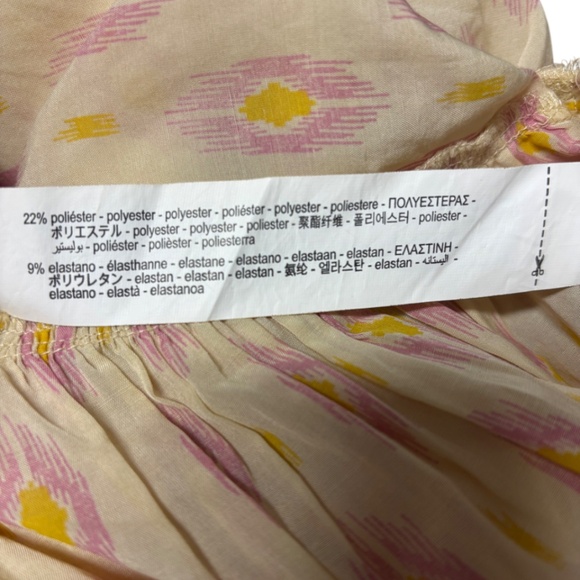 22% poliéster - polyester - polyester - poliéster - polyester - poliestere - ΠΟΛΥΕΣΤΕΡΑΣ -
ポリエステル - polyester - polyester - polyester - 聚酯纤维 - 폴리에스터 - poliester -
بوليستير - poliéster - polièster - poliesterra
9% elastano - élasthanne - elastane - elastano - elastaan - elastan - ΕΛΑΣΤΙΝΗ -
ポリウレタン - elastan - elastan - elastan - 氨纶 - 엘라스탄 - elastan - اليستانه -
elastano - elastà - elastanoa